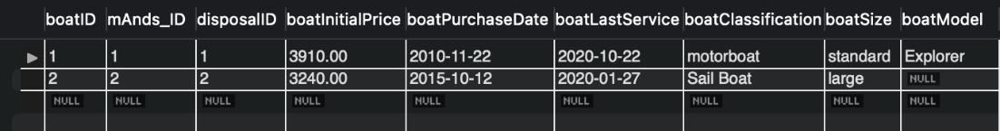 boatID mAnds_ID disposalID boatInitialPrice boatPurchaseDate boatLastService boatClassification boatSize boatModel
1 1 1 3910.00 2010-11-22 2020-10-22 motorboat standard Explorer
2 2 2 3240.00 2015-10-12 2020-01-27 Sail Boat large NULL
NULL NULL NULL NULL NULL NULL NULL NULL NULL